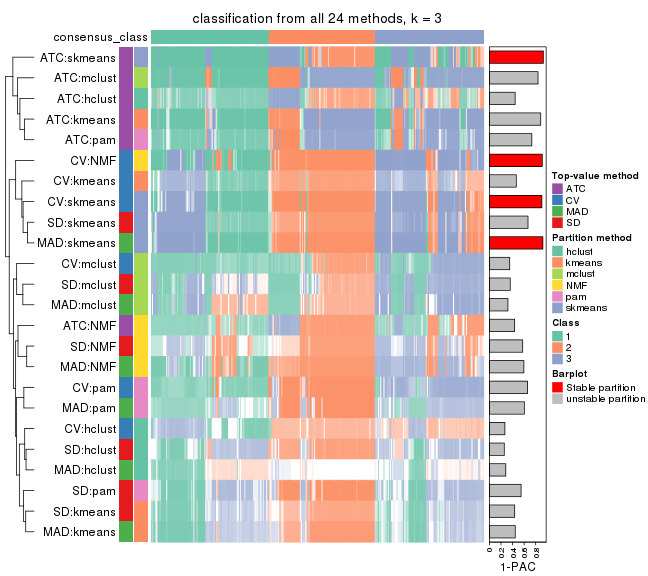 classification from all 24 methods, k = 3
consensus_class
ATC:skmeans
ATC:mclust
ATC:hclust
ATC:kmeans
ATC:pam
CV:NMF
CV:kmeans
CV:skmeans
SD:skmeans
MAD:skmeans
CV:mclust
SD:mclust
MAD:mclust
ATC:NMF
SD:NMF
MAD:NMF
CV:pam
MAD:pam
CV:hclust
SD:hclust
MAD:hclust
SD:pam
SD:kmeans
MAD:kmeans
0 0.2 0.4 0.6 0.8
1-PAC
Top-value method
ATC
CV
MAD
SD
Partition method
hclust
kmeans
mclust
NMF
pam
skmeans
Class
1
2
3
Barplot
Stable partition
unstable partition